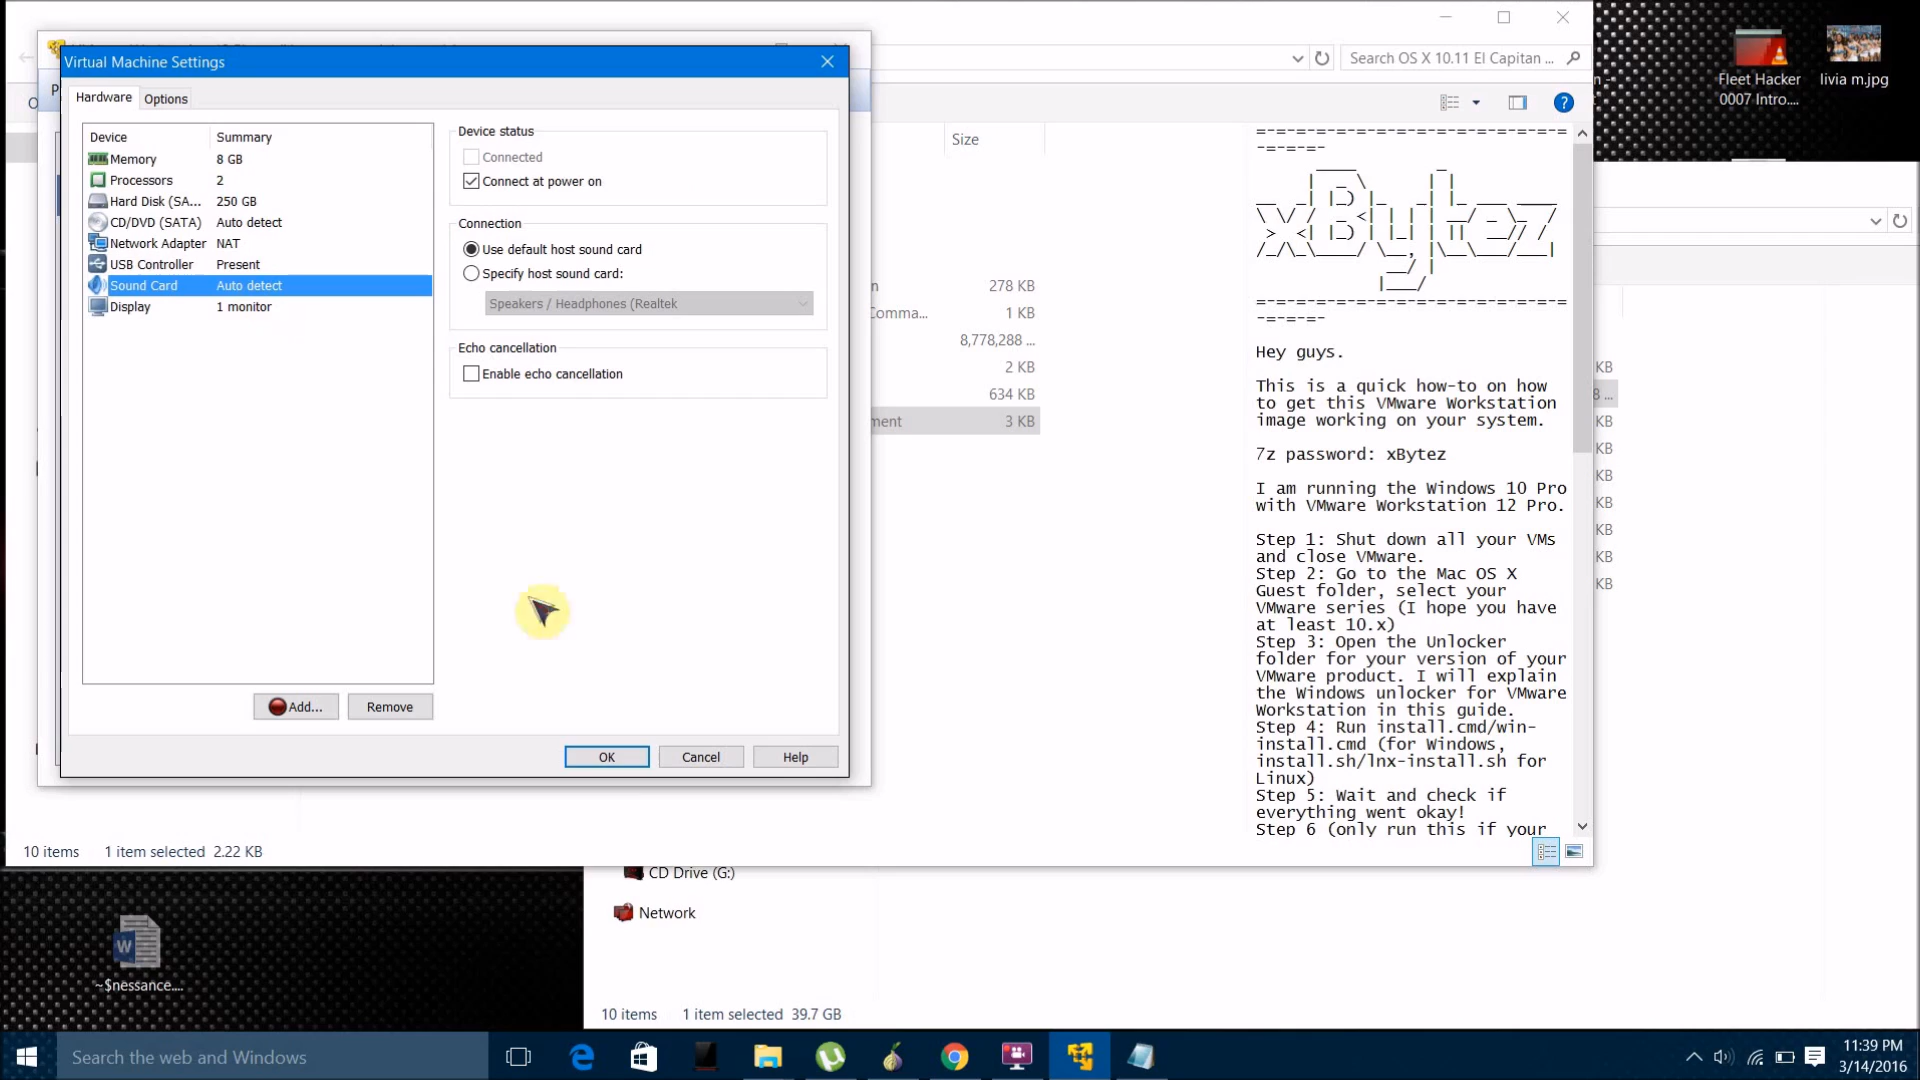 Virtual Machine Settings
Hardware
Options
Device Summary
Memory 8 GB
Processors 2
Hard Disk (SA... 250 GB
CD/DVD (SATA) Auto detect
Network Adapter NAT
USB Controller Present
Sound Card Auto detect
Display 1 monitor
Add...
Remove
Device status
Connected
Connect at power on
Connection
Use default host sound card
Specify host sound card:
Speakers / Headphones (Realtek
Echo cancellation
Enable echo cancellation
OK
Cancel
Help
Search OS X 10.11 El Capitan ...
Size
278 KB
Comma... 1 KB
8,778,288 ...
2 KB
634 KB
ment 3 KB
=-=-=-=-=-=-=-=-=-=-=-=-=-=-=-=
-=-=-=-
xBytez
=-=-=-=-=-=-=-=-=-=-=-=-=-=-=-=
-=-=-=-
Hey guys.
This is a quick how-to on how
to get this VMware Workstation
image working on your system.
7z password: xBytez
I am running the Windows 10 Pro
with VMware Workstation 12 Pro.
Step 1: Shut down all your VMs
and close VMware.
Step 2: Go to the Mac OS X
Guest folder, select your
VMware series (I hope you have
at least 10.x)
Step 3: Open the Unlocker
folder for your version of your
VMware product. I will explain
the Windows unlocker for VMware
Workstation in this guide.
Step 4: Run install.cmd/win-
install.cmd (for Windows,
install.sh/lnx-install.sh for
Linux)
Step 5: Wait and check if
everything went okay!
Step 6 (only run this if your
10 items 1 item selected 2.22 KB
KB
8 ...
KB
KB
KB
KB
KB
KB
KB
Fleet Hacker
0007 Intro....
livia m.jpg
CD Drive (G:)
Network
10 items 1 item selected 39.7 GB
~$nessance....
Search the web and Windows
11:39 PM
3/14/2016